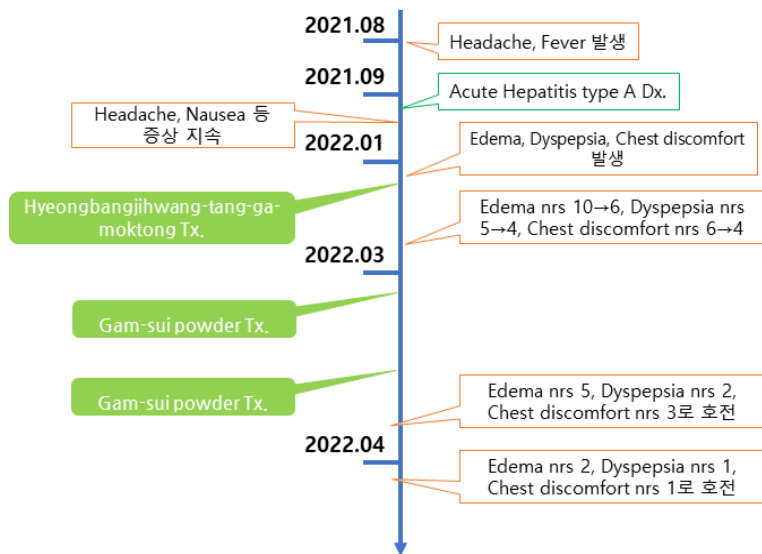 2021.08
Headache, Fever 발생
2021.09
Acute Hepatitis type A Dx.
Headache, Nausea 등
증상 지속
2022.01
Edema, Dyspepsia, Chest discomfort
발생
Hyeongbangjihwang-tang-ga-
moktong Tx.
Edema nrs 10→6, Dyspepsia nrs
5→4, Chest discomfort nrs 6→4
2022.03
Gam-sui powder Tx.
Gam-sui powder Tx.
Edema nrs 5, Dyspepsia nrs 2,
Chest discomfort nrs 3로 호전
2022.04
Edema nrs 2, Dyspepsia nrs 1,
Chest discomfort nrs 1로 호전